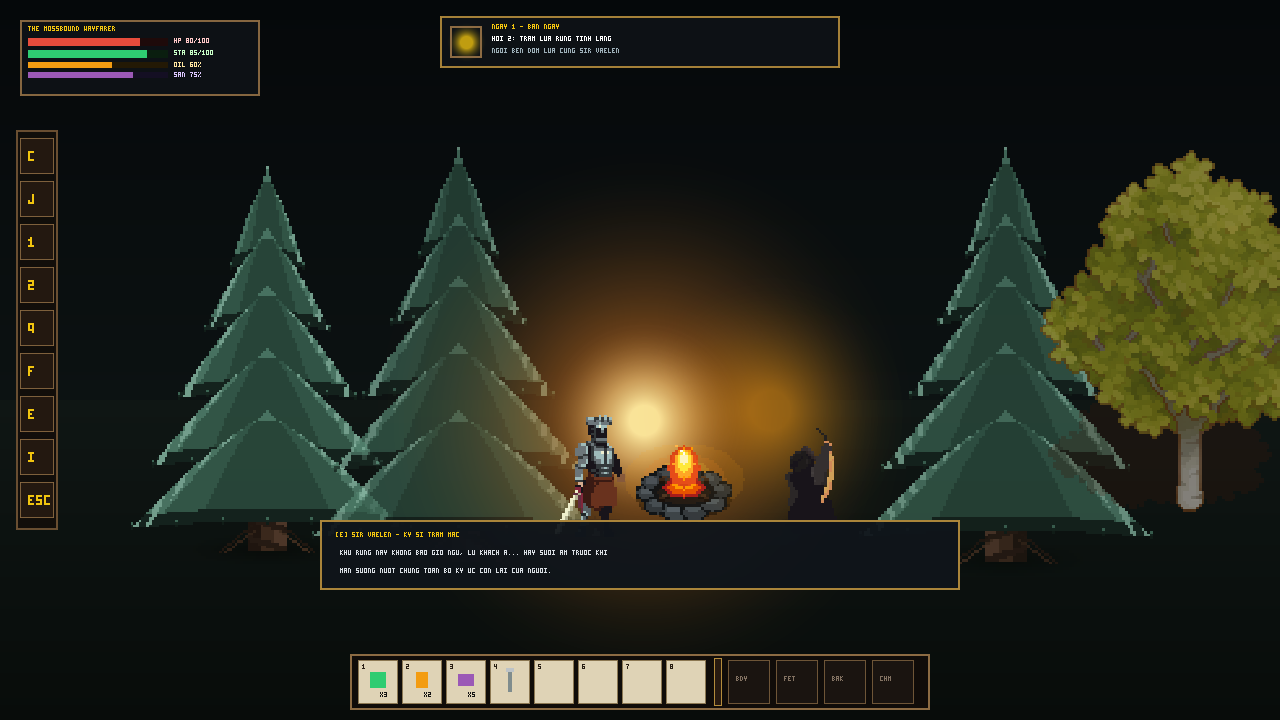 THE MOSSBOUND WAYFARER
HP 80/100
STA 85/100
OIL 60%
SAN 75%
NGAY 1 - BAN NGAY
HOI 2: TRAM LUA RUNG TINH LANG
NGOI BEN DOM LUA CUNG SIR VAELEN
C
J
1
2
Q
F
E
I
ESC
[E] SIR VAELEN - KY SI TRAM MAC
KHU RUNG NAY KHONG BAO GIO NGU, LU KHACH A... HAY SUOI AM TRUOC KHI
MAN SUONG NUOT CHUNG TOAN BO KY UC CON LAI CUA NGUOI.
1 2 3 4 5 6 7 8
X3 X2 X5
BDY FET BAK CHM